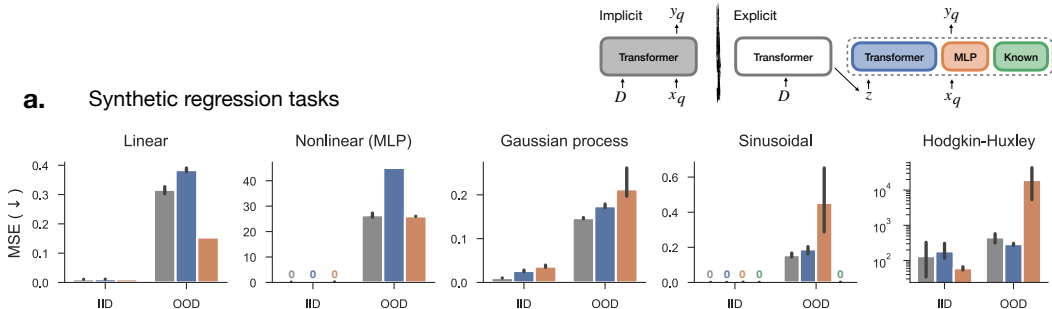 Implicit
Explicit
y_q
y_q
Transformer
Transformer
Transformer
MLP
Known
D
x_q
D
z
x_q
a. Synthetic regression tasks
Linear
Nonlinear (MLP)
Gaussian process
Sinusoidal
Hodgkin-Huxley
MSE (↓)
0.4
0.3
0.2
0.1
0.0
IID
OOD
40
20
0
0 0 0
IID
OOD
0.2
0.1
0.0
IID
OOD
0.6
0.4
0.2
0.0
0 0 0 0
0
IID
OOD
10⁴
10³
10²
IID
OOD